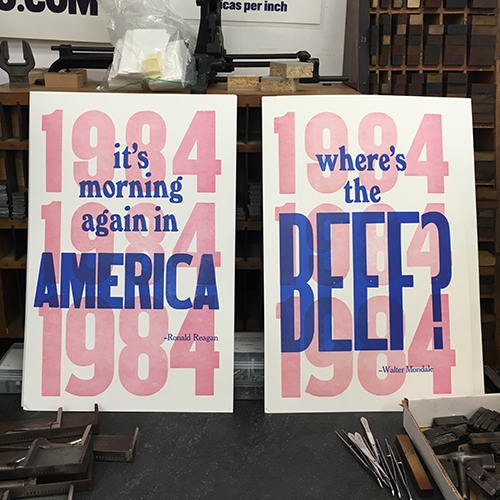 O.COM
icas per inch
1984
1984
1984
it's
morning
again in
AMERICA
–Ronald Reagan
1984
1984
1984
where's
the
BEEF?
–Walter Mondale